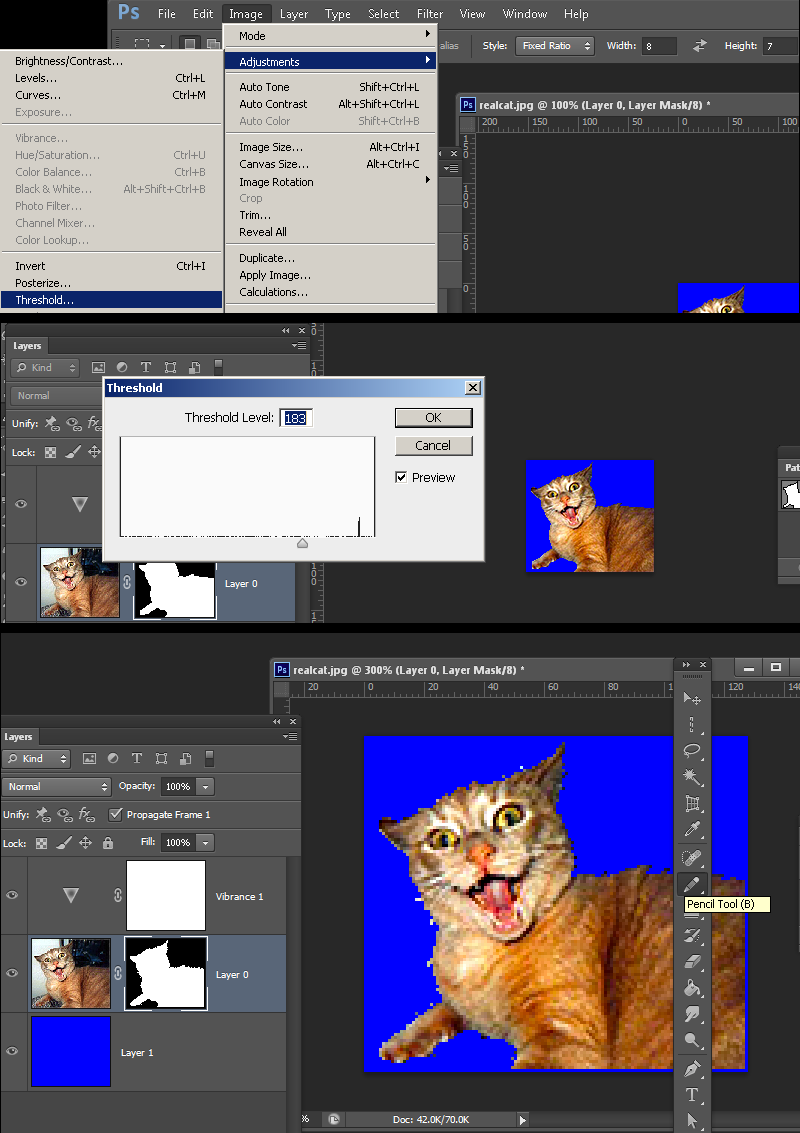 Ps File Edit Image Layer Type Select Filter View Window Help
alias Style: Fixed Ratio Width: 8 Height: 7
Mode
Adjustments
Auto Tone Shift+Ctrl+L
Auto Contrast Alt+Shift+Ctrl+L
Auto Color Shift+Ctrl+B
Image Size... Alt+Ctrl+I
Canvas Size... Alt+Ctrl+C
Image Rotation
Crop
Trim...
Reveal All
Duplicate...
Apply Image...
Calculations...
Brightness/Contrast...
Levels... Ctrl+L
Curves... Ctrl+M
Exposure...
Vibrance...
Hue/Saturation... Ctrl+U
Color Balance... Ctrl+B
Black & White... Alt+Shift+Ctrl+B
Photo Filter...
Channel Mixer...
Color Lookup...
Invert Ctrl+I
Posterize...
Threshold...
Ps realcat.jpg @ 100% (Layer 0, Layer Mask/8) *
200 150 100 50 0 50 100
150
100
50
0
Layers
Kind
Normal
Unify:
Lock:
Threshold
Threshold Level: 183
OK
Cancel
Preview
Layer 0
Pat
Ps realcat.jpg @ 300% (Layer 0, Layer Mask/8) *
20 0 20 40 60 80 120 140
Layers
Kind
Normal Opacity: 100%
Unify: Propagate Frame 1
Lock: Fill: 100%
Vibrance 1
Layer 0
Layer 1
Pencil Tool (B)
T
% Doc: 42.0K/70.0K